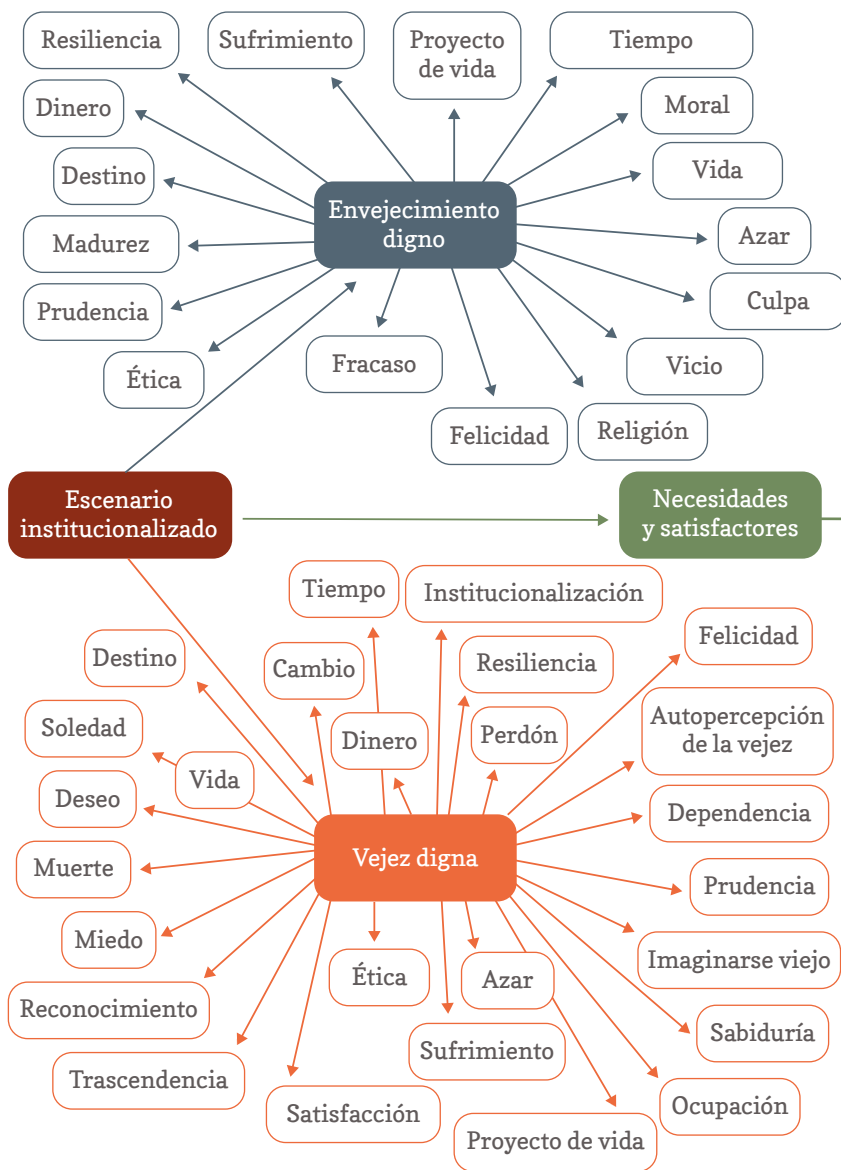 Resiliencia
Sufrimiento
Proyecto
de vida
Tiempo
Dinero
Moral
Destino
Vida
Envejecimiento
digno
Madurez
Azar
Prudencia
Culpa
Ética
Fracaso
Vicio
Felicidad
Religión
Escenario
institucionalizado
Necesidades
y satisfactores
Tiempo
Institucionalización
Felicidad
Destino
Cambio
Resiliencia
Soledad
Dinero
Perdón
Autopercepción
de la vejez
Vida
Deseo
Dependencia
Muerte
Vejez digna
Prudencia
Miedo
Imaginarse viejo
Ética
Azar
Reconocimiento
Sabiduría
Sufrimiento
Trascendencia
Satisfacción
Ocupación
Proyecto de vida